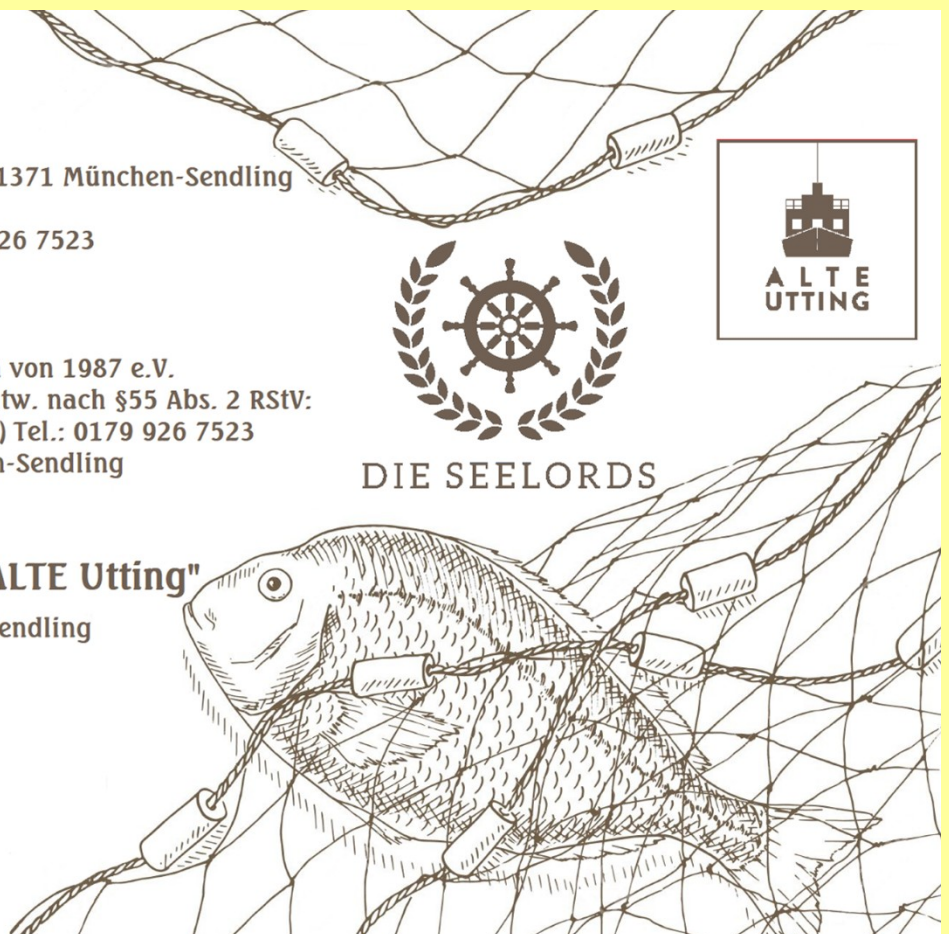 1371 München-Sendling
26 7523
von 1987 e.V.
tw. nach §55 Abs. 2 RStV:
) Tel.: 0179 926 7523
-Sendling
ALTE Utting"
endling
DIE SEELORDS
ALTE
UTTING